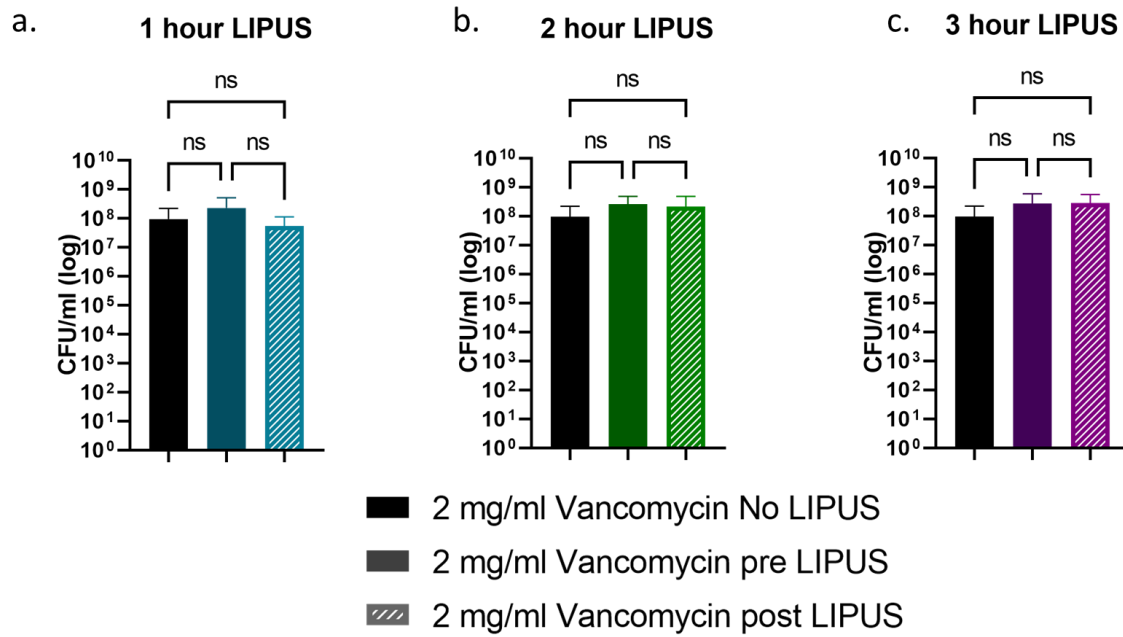 a.
1 hour LIPUS
ns
ns
ns
CFU/ml (log)
10¹⁰
10⁹
10⁸
10⁷
10⁶
10⁵
10⁴
10³
10²
10¹
10⁰
b.
2 hour LIPUS
ns
ns
ns
CFU/ml (log)
10¹⁰
10⁹
10⁸
10⁷
10⁶
10⁵
10⁴
10³
10²
10¹
10⁰
c.
3 hour LIPUS
ns
ns
ns
CFU/ml (log)
10¹⁰
10⁹
10⁸
10⁷
10⁶
10⁵
10⁴
10³
10²
10¹
10⁰
2 mg/ml Vancomycin No LIPUS
2 mg/ml Vancomycin pre LIPUS
2 mg/ml Vancomycin post LIPUS